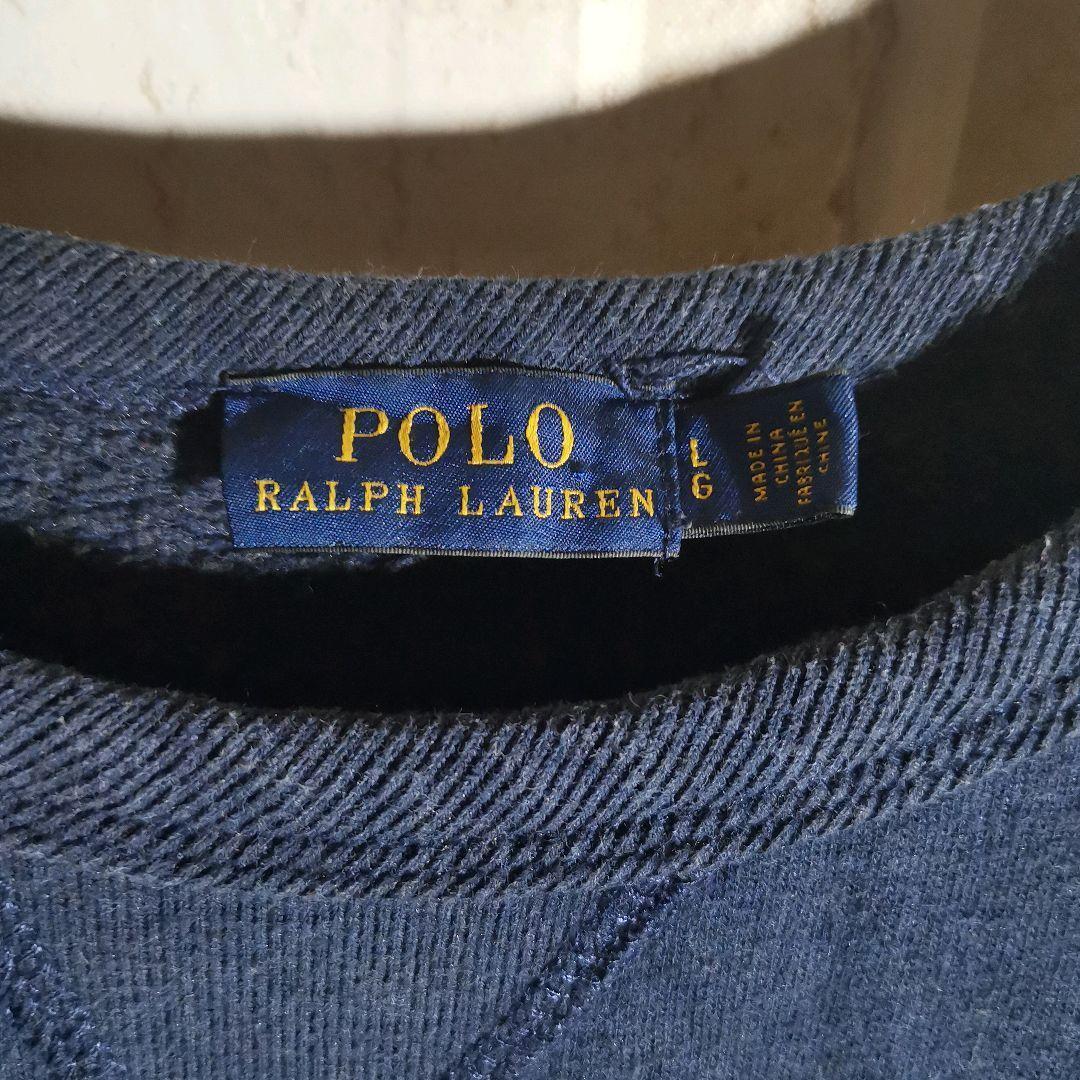 POLO
RALPH LAUREN
L
G
MADE IN
CHINA
FABRIQUÉ EN
CHINE